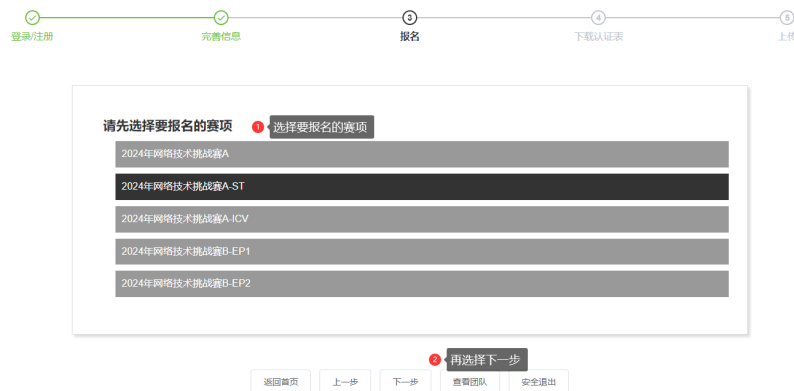 3 4 5
登录/注册 完善信息 报名 下载认证表 上传
请先选择要报名的赛项 1 选择要报名的赛项
2024年网络技术挑战赛A
2024年网络技术挑战赛A-ST
2024年网络技术挑战赛A-ICV
2024年网络技术挑战赛B-EP1
2024年网络技术挑战赛B-EP2
2 再选择下一步
返回首页 上一步 下一步 查看团队 安全退出